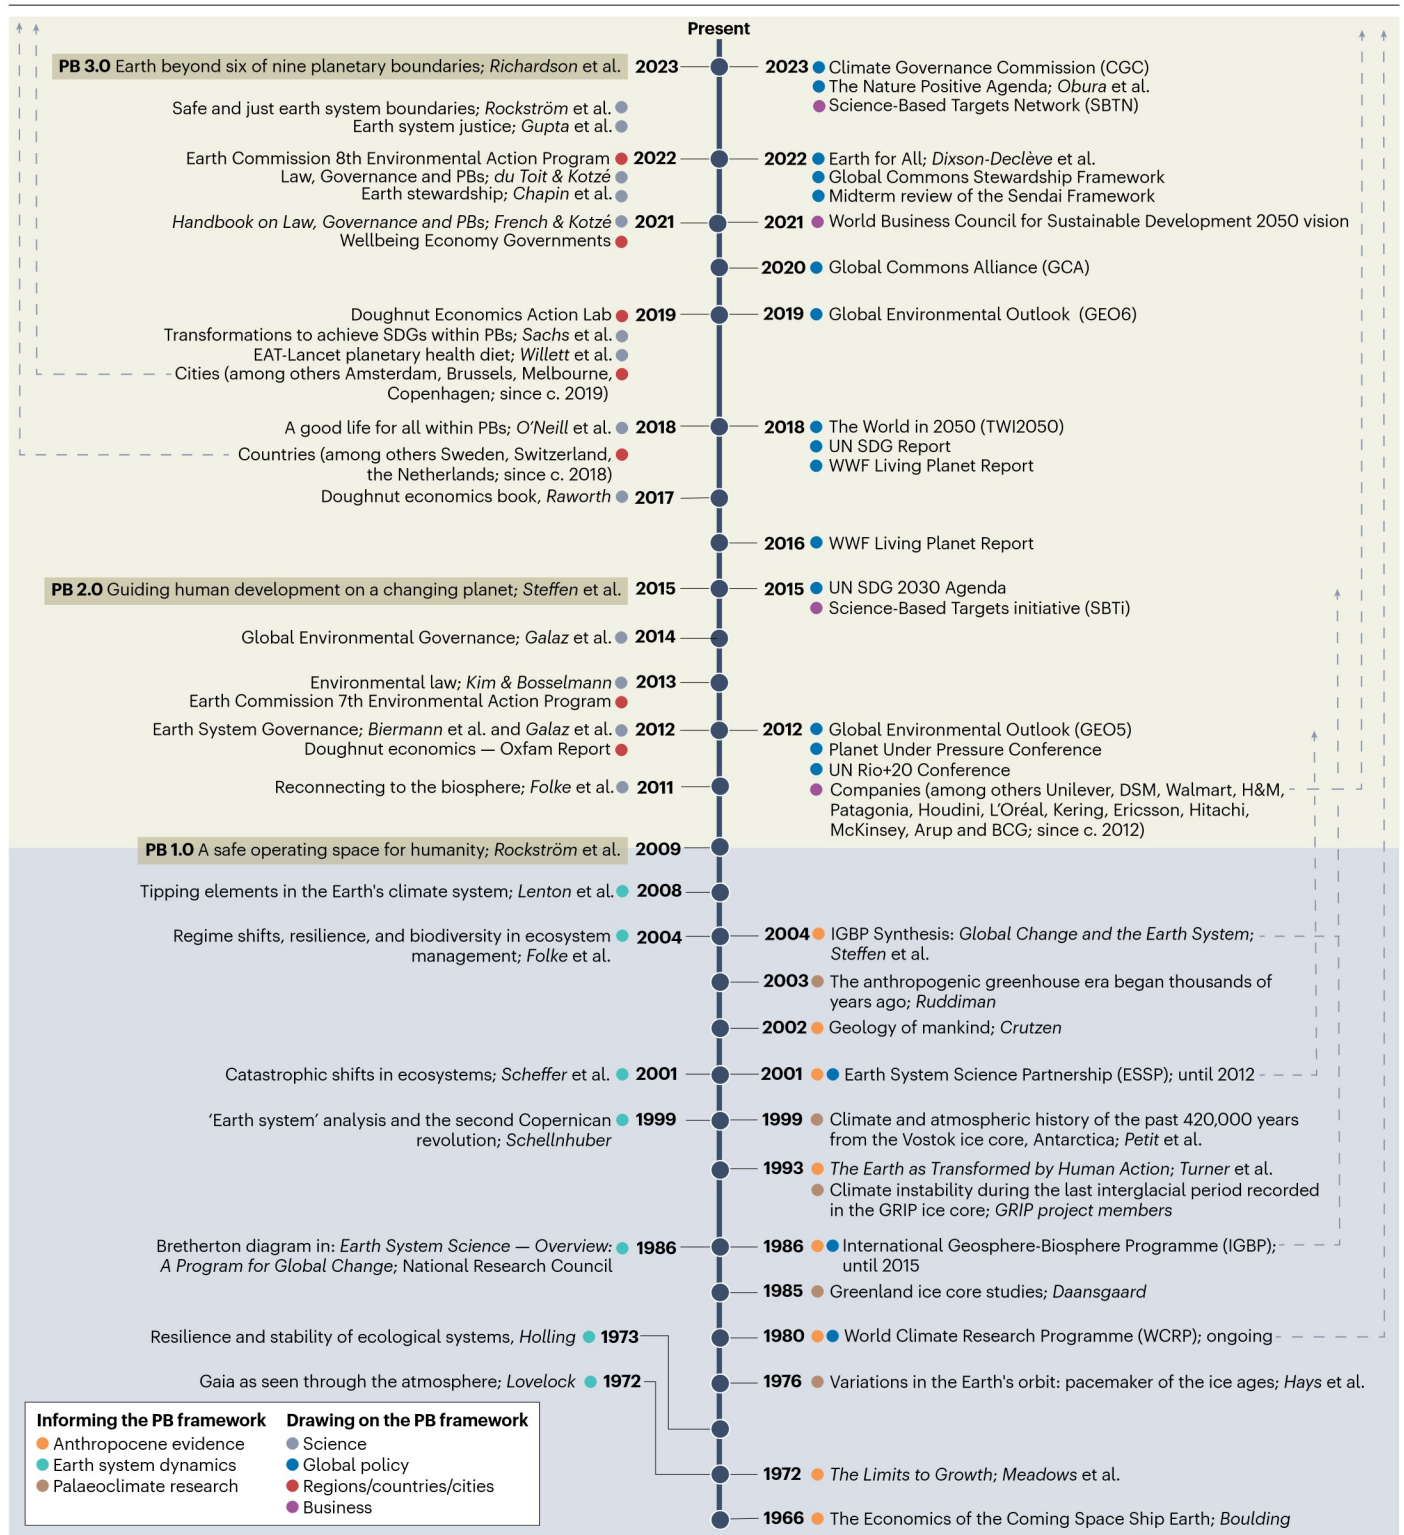 Present
PB 3.0 Earth beyond six of nine planetary boundaries; Richardson et al. 2023
2023 Climate Governance Commission (CGC)
The Nature Positive Agenda; Obura et al.
Science-Based Targets Network (SBTN)
Safe and just earth system boundaries; Rockström et al.
Earth system justice; Gupta et al.
Earth Commission 8th Environmental Action Program 2022
Law, Governance and PBs; du Toit & Kotzé
Earth stewardship; Chapin et al.
2022 Earth for All; Dixson-Declève et al.
Global Commons Stewardship Framework
Midterm review of the Sendai Framework
Handbook on Law, Governance and PBs; French & Kotzé 2021
Wellbeing Economy Governments
2021 World Business Council for Sustainable Development 2050 vision
2020 Global Commons Alliance (GCA)
Doughnut Economics Action Lab 2019
Transformations to achieve SDGs within PBs; Sachs et al.
EAT-Lancet planetary health diet; Willett et al.
Cities (among others Amsterdam, Brussels, Melbourne,
Copenhagen; since c. 2019)
2019 Global Environmental Outlook (GEO6)
A good life for all within PBs; O’Neill et al. 2018
Countries (among others Sweden, Switzerland,
the Netherlands; since c. 2018)
2018 The World in 2050 (TWI2050)
UN SDG Report
WWF Living Planet Report
Doughnut economics book, Raworth 2017
2016 WWF Living Planet Report
PB 2.0 Guiding human development on a changing planet; Steffen et al. 2015
2015 UN SDG 2030 Agenda
Science-Based Targets initiative (SBTi)
Global Environmental Governance; Galaz et al. 2014
Environmental law; Kim & Bosselmann 2013
Earth Commission 7th Environmental Action Program
Earth System Governance; Biermann et al. and Galaz et al. 2012
Doughnut economics — Oxfam Report
2012 Global Environmental Outlook (GEO5)
Planet Under Pressure Conference
UN Rio+20 Conference
Companies (among others Unilever, DSM, Walmart, H&M,
Patagonia, Houdini, L’Oréal, Kering, Ericsson, Hitachi,
McKinsey, Arup and BCG; since c. 2012)
Reconnecting to the biosphere; Folke et al. 2011
PB 1.0 A safe operating space for humanity; Rockström et al. 2009
Tipping elements in the Earth's climate system; Lenton et al. 2008
Regime shifts, resilience, and biodiversity in ecosystem 2004
management; Folke et al.
2004 IGBP Synthesis: Global Change and the Earth System;
Steffen et al.
2003 The anthropogenic greenhouse era began thousands of
years ago; Ruddiman
2002 Geology of mankind; Crutzen
Catastrophic shifts in ecosystems; Scheffer et al. 2001
2001 Earth System Science Partnership (ESSP); until 2012
‘Earth system’ analysis and the second Copernican 1999
revolution; Schellnhuber
1999 Climate and atmospheric history of the past 420,000 years
from the Vostok ice core, Antarctica; Petit et al.
1993 The Earth as Transformed by Human Action; Turner et al.
Climate instability during the last interglacial period recorded
in the GRIP ice core; GRIP project members
Bretherton diagram in: Earth System Science — Overview: 1986
A Program for Global Change; National Research Council
1986 International Geosphere-Biosphere Programme (IGBP);
until 2015
1985 Greenland ice core studies; Daansgaard
Resilience and stability of ecological systems, Holling 1973
1980 World Climate Research Programme (WCRP); ongoing
Gaia as seen through the atmosphere; Lovelock 1972
1976 Variations in the Earth's orbit: pacemaker of the ice ages; Hays et al.
1972 The Limits to Growth; Meadows et al.
1966 The Economics of the Coming Space Ship Earth; Boulding
Informing the PB framework
Anthropocene evidence
Earth system dynamics
Palaeoclimate research
Drawing on the PB framework
Science
Global policy
Regions/countries/cities
Business